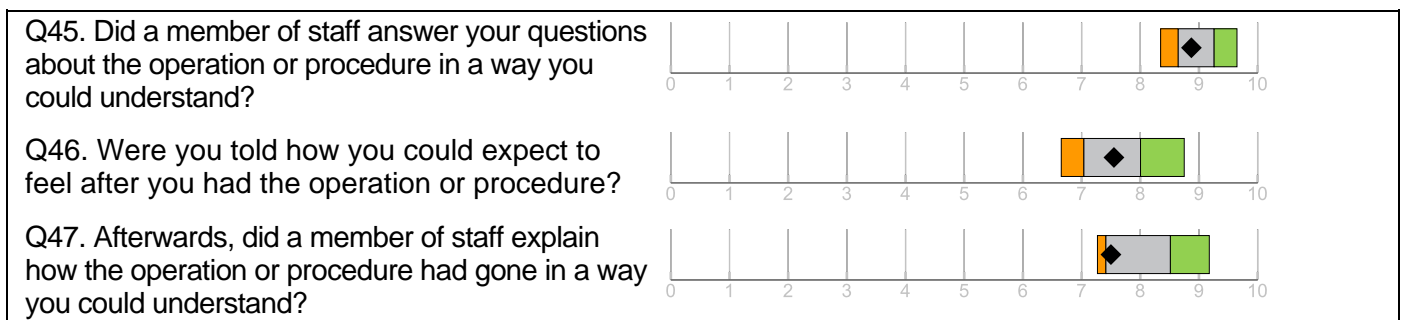 Q45. Did a member of staff answer your questions
about the operation or procedure in a way you
could understand?
0 1 2 3 4 5 6 7 8 9 10
Q46. Were you told how you could expect to
feel after you had the operation or procedure?
0 1 2 3 4 5 6 7 8 9 10
Q47. Afterwards, did a member of staff explain
how the operation or procedure had gone in a way
you could understand?
0 1 2 3 4 5 6 7 8 9 10